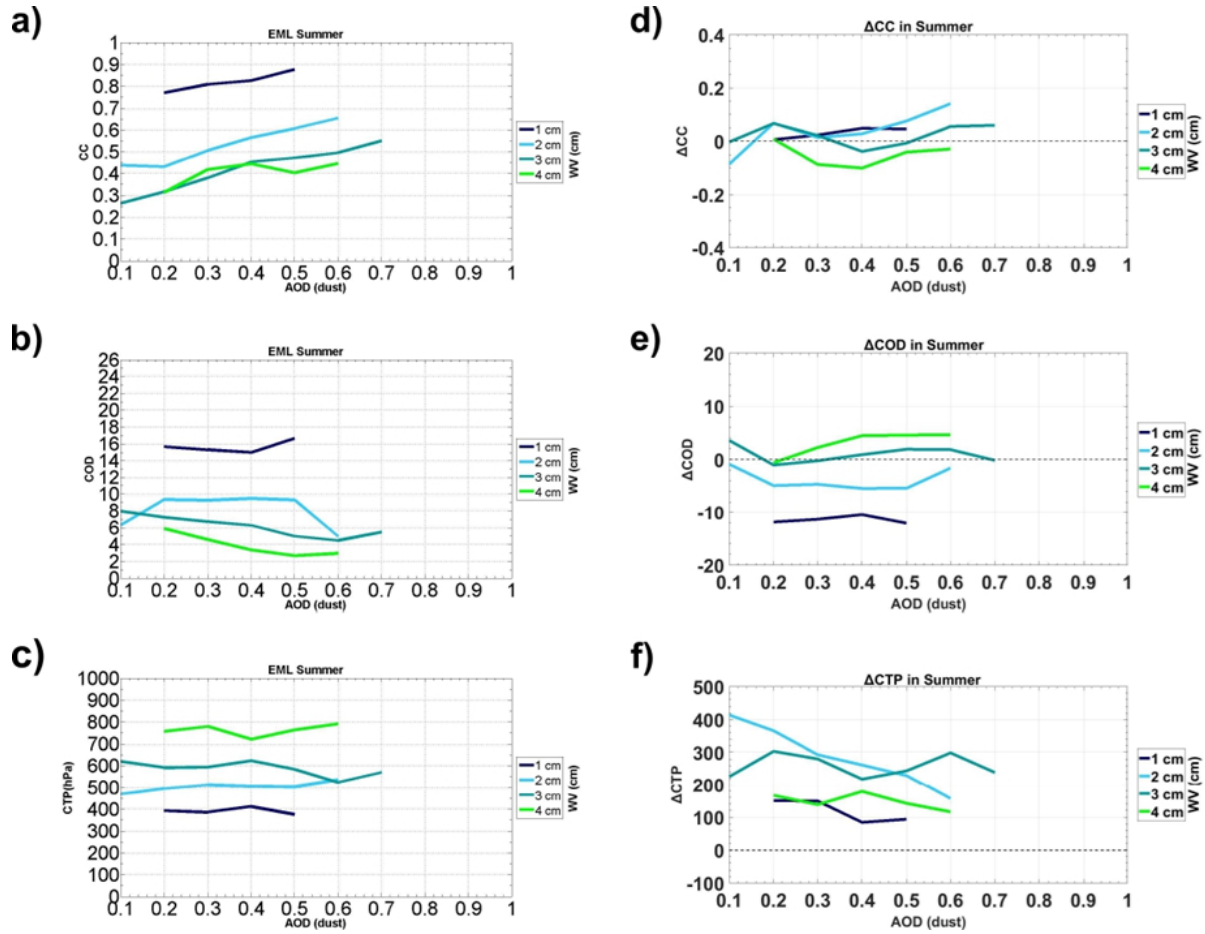 a)
EML Summer
1
0.9
0.8
0.7
0.6
0.5
0.4
0.3
0.2
0.1
0
CC
0.1 0.2 0.3 0.4 0.5 0.6 0.7 0.8 0.9 1
AOD (dust)
1 cm
2 cm
3 cm
4 cm
WV (cm)
d)
ΔCC in Summer
0.4
0.2
0
-0.2
-0.4
ΔCC
0.1 0.2 0.3 0.4 0.5 0.6 0.7 0.8 0.9 1
AOD (dust)
1 cm
2 cm
3 cm
4 cm
WV (cm)
b)
EML Summer
26
24
22
20
18
16
14
12
10
8
6
4
2
0
COD
0.1 0.2 0.3 0.4 0.5 0.6 0.7 0.8 0.9 1
AOD (dust)
1 cm
2 cm
3 cm
4 cm
WV (cm)
e)
ΔCOD in Summer
20
10
0
-10
-20
ΔCOD
0.1 0.2 0.3 0.4 0.5 0.6 0.7 0.8 0.9 1
AOD (dust)
1 cm
2 cm
3 cm
4 cm
WV (cm)
c)
EML Summer
1000
900
800
700
600
500
400
300
200
100
0
CTP(hPa)
0.1 0.2 0.3 0.4 0.5 0.6 0.7 0.8 0.9 1
AOD (dust)
1 cm
2 cm
3 cm
4 cm
WV (cm)
f)
ΔCTP in Summer
500
400
300
200
100
0
-100
ΔCTP
0.1 0.2 0.3 0.4 0.5 0.6 0.7 0.8 0.9 1
AOD (dust)
1 cm
2 cm
3 cm
4 cm
WV (cm)